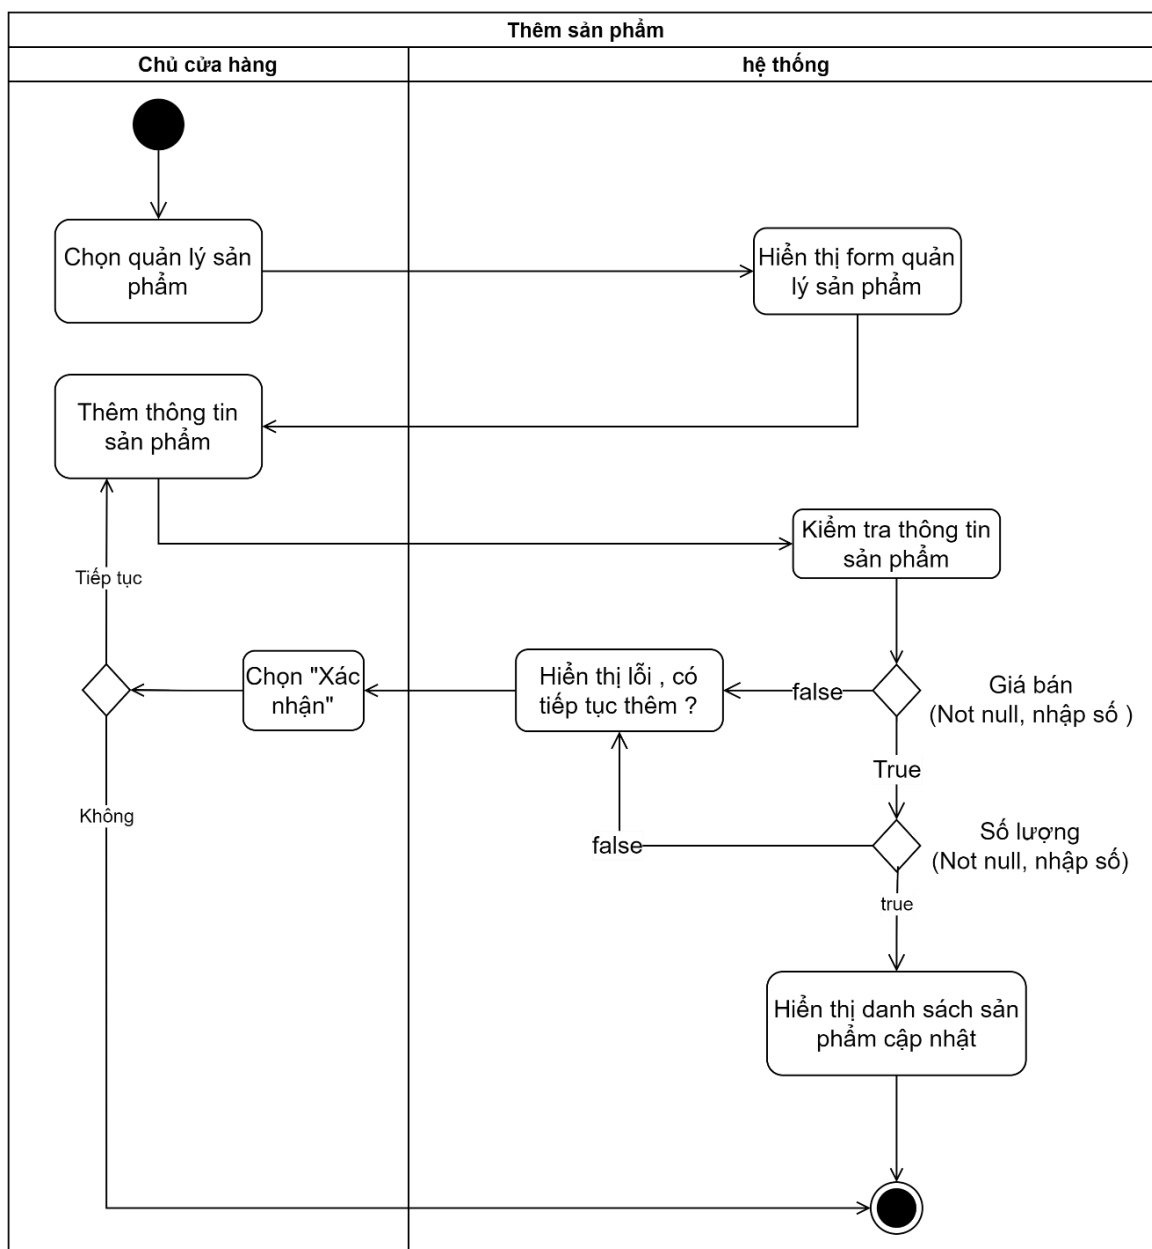 Thêm sản phẩm
Chủ cửa hàng
hệ thống
Chọn quản lý sản
phẩm
Hiển thị form quản
lý sản phẩm
Thêm thông tin
sản phẩm
Kiểm tra thông tin
sản phẩm
Tiếp tục
Chọn "Xác
nhận"
Hiển thị lỗi , có
tiếp tục thêm ?
false
Giá bán
(Not null, nhập số )
True
Không
Số lượng
(Not null, nhập số)
false
true
Hiển thị danh sách sản
phẩm cập nhật